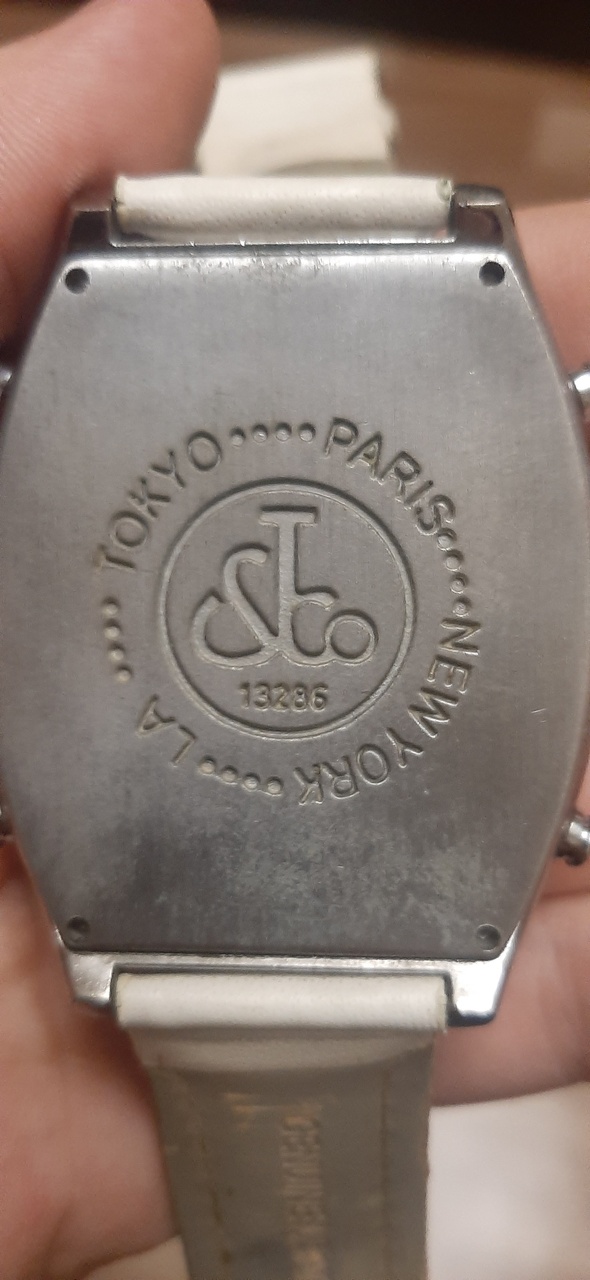 TOKYO •••• PARIS •••• NEW YORK •••• LA ••••
J&Co
13286